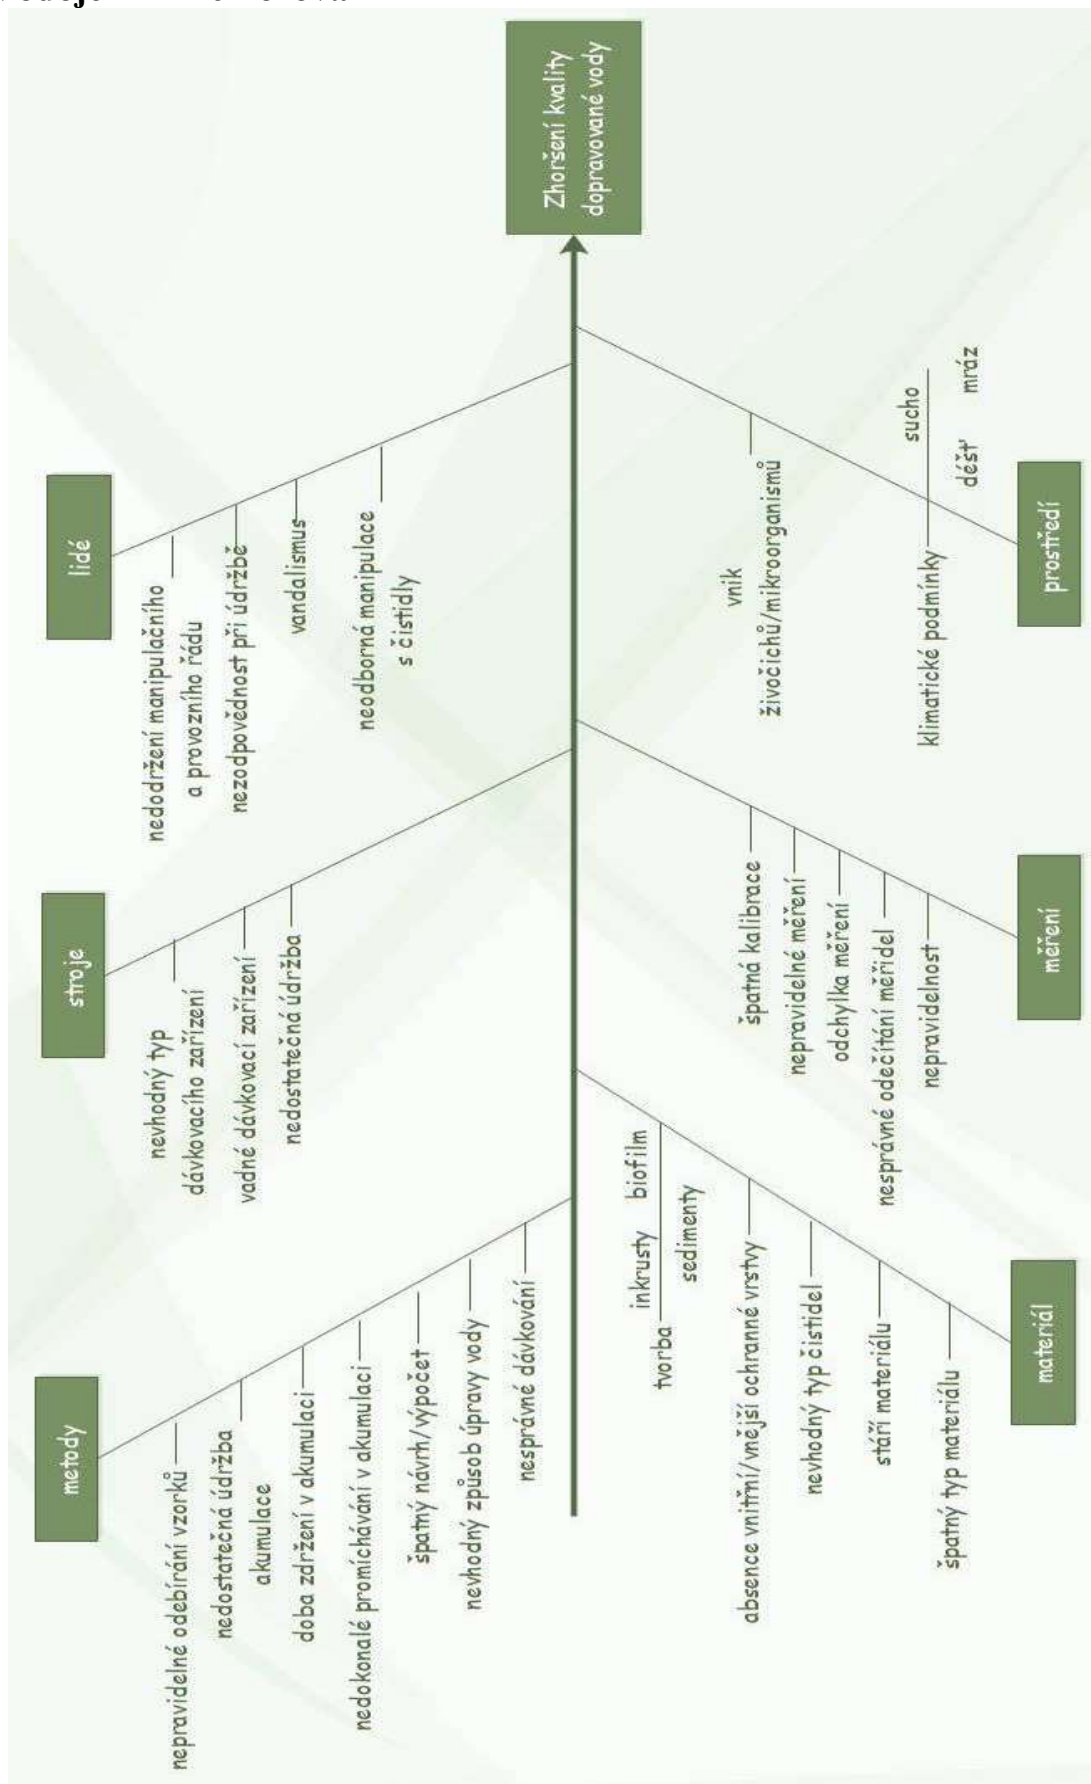 metody
nepravidelné odebírání vzorků
nedostatečná údržba
akumulace
doba zdržení v akumulaci
nedokonalé promíchávání v akumulaci
špatný návrh/výpočet
nevhodný způsob úpravy vody
nesprávné dávkování
stroje
nevhodný typ
dávkovacího zařízení
vadné dávkovací zařízení
nedostatečná údržba
lidé
nedodržení manipulačního
a provozního řádu
nezodpovědnost při údržbě
vandalismus
neodborná manipulace
s čistidly
Zhoršení kvality
dopravované vody
tvorba
inkrusty biofilm
sedimenty
absence vnitřní/vnější ochranné vrstvy
nevhodný typ čistidel
stáří materiálu
špatný typ materiálu
materiál
špatná kalibrace
nepravidelné měření
odchylka měření
nesprávné odečítání měřidel
nepravidelnost
měření
vnik
živočichů/mikroorganismů
klimatické podmínky
sucho
déšť mráz
prostředí